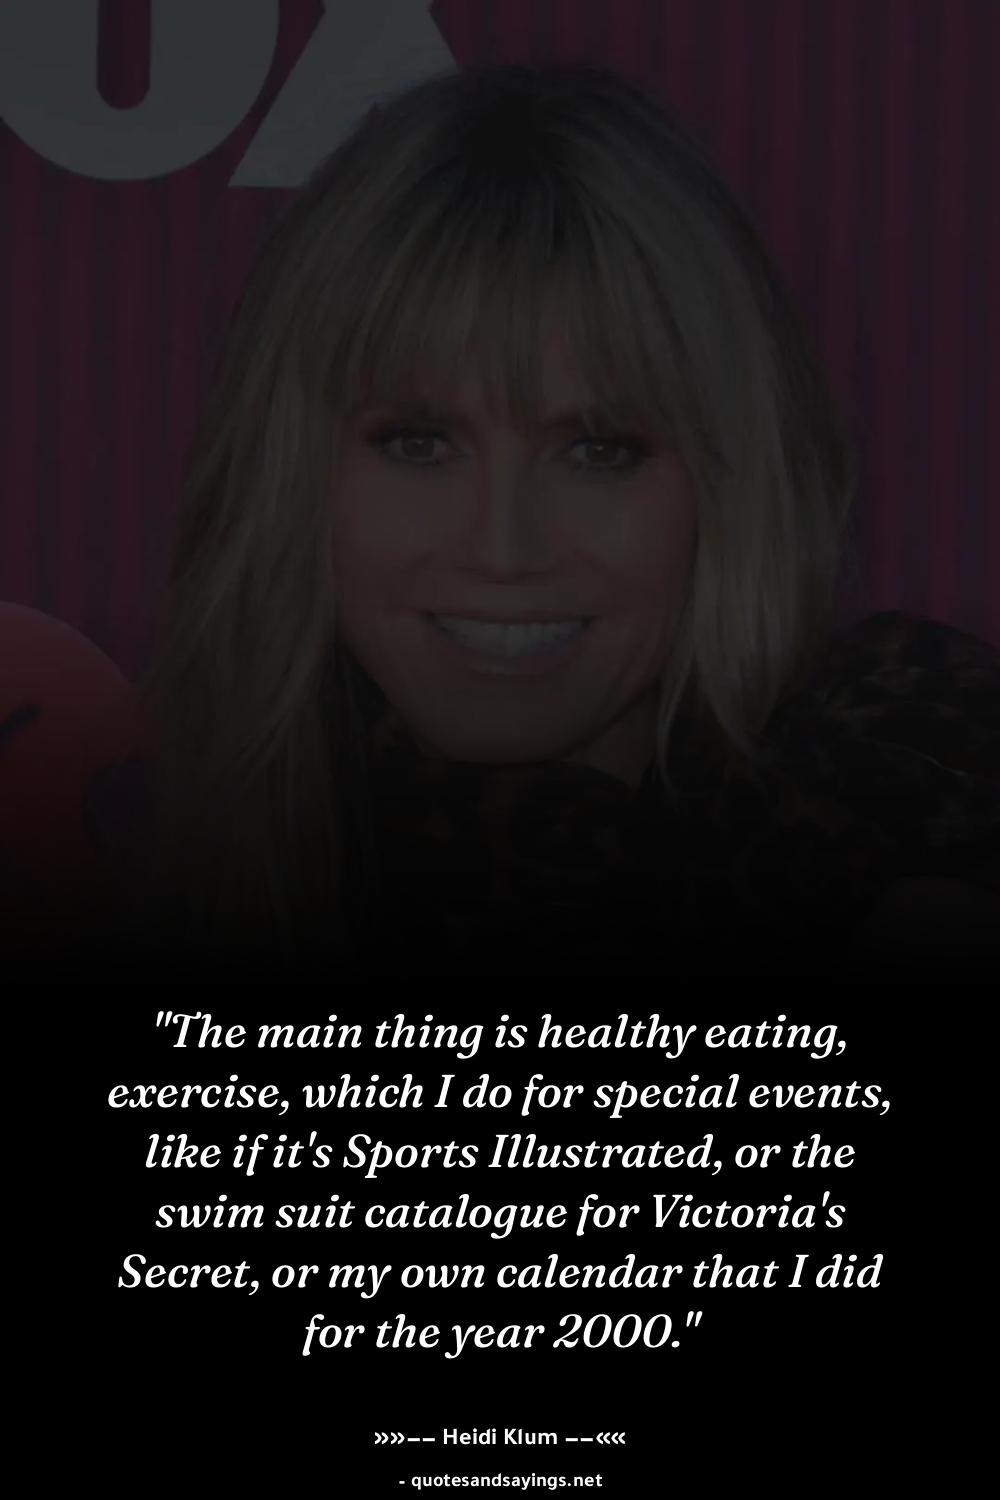 OX
"The main thing is healthy eating,
exercise, which I do for special events,
like if it's Sports Illustrated, or the
swim suit catalogue for Victoria's
Secret, or my own calendar that I did
for the year 2000."
»»−− Heidi Klum −−««
- quotesandsayings.net